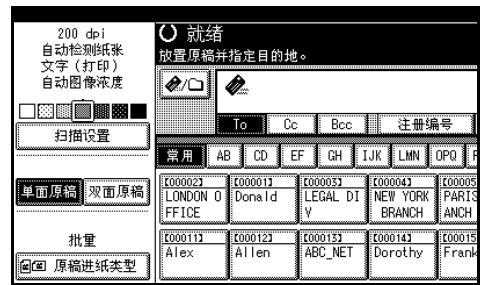 200 dpi
自动检测纸张
文字（打印）
自动图像浓度
扫描设置
单面原稿 双面原稿
批量
原稿进纸类型
就绪
放置原稿并指定目的地。
To Cc Bcc 注册编号
常用 AB CD EF GH IJK LMN OPQ
[00002] [00001] [00003] [00004] [00005
LONDON O Donald LEGAL DI NEW YORK PARIS
FFICE V BRANCH ANCH
[00011] [00012] [00013] [00014] [00015
Alex Allen ABC_NET Dorothy Frank